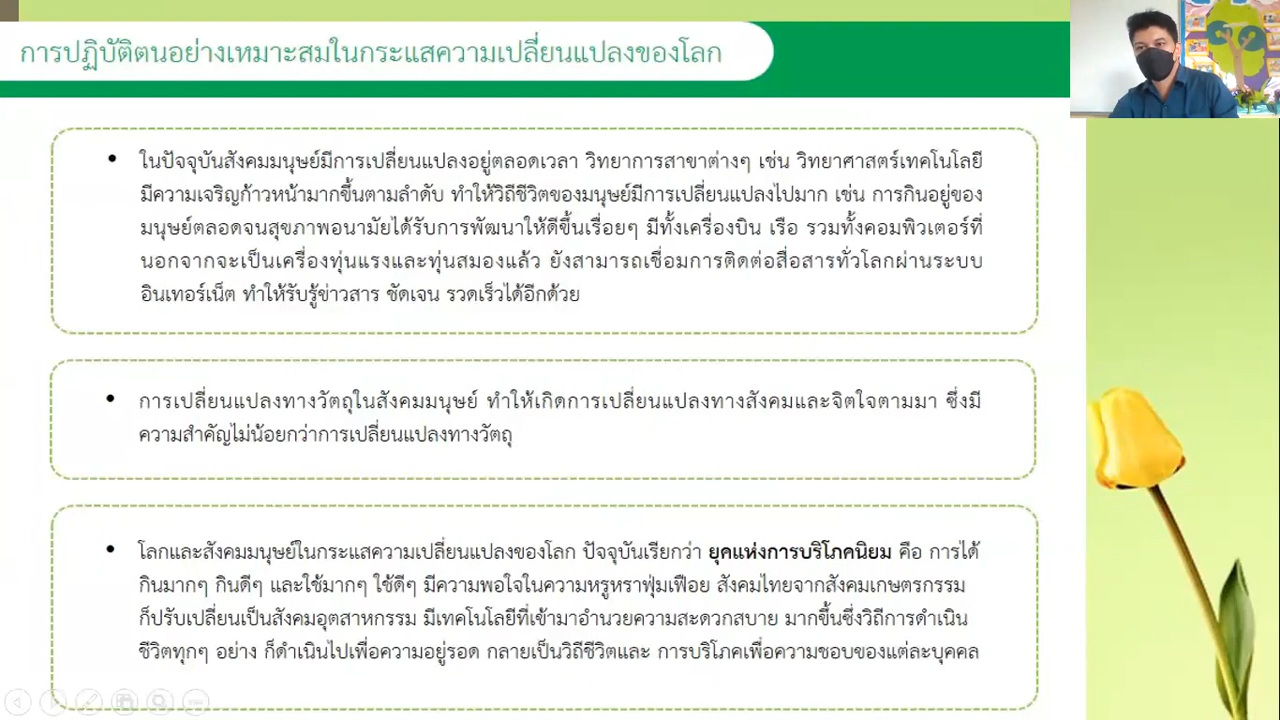 การปฏิบัติตนอย่างเหมาะสมในกระแสความเปลี่ยนแปลงของโลก
• ในปัจจุบันสังคมมนุษย์มีการเปลี่ยนแปลงอยู่ตลอดเวลา วิทยาการสาขาต่างๆ เช่น วิทยาศาสตร์เทคโนโลยี
มีความเจริญก้าวหน้ามากขึ้นตามลำดับ ทำให้วิถีชีวิตของมนุษย์มีการเปลี่ยนแปลงไปมาก เช่น การกินอยู่ของ
มนุษย์ตลอดจนสุขภาพอนามัยได้รับการพัฒนาให้ดีขึ้นเรื่อยๆ มีทั้งเครื่องบิน เรือ รวมทั้งคอมพิวเตอร์ที่
นอกจากจะเป็นเครื่องทุ่นแรงและทุ่นสมองแล้ว ยังสามารถเชื่อมการติดต่อสื่อสารทั่วโลกผ่านระบบ
อินเทอร์เน็ต ทำให้รับรู้ข่าวสาร ชัดเจน รวดเร็วได้อีกด้วย
• การเปลี่ยนแปลงทางวัตถุในสังคมมนุษย์ ทำให้เกิดการเปลี่ยนแปลงทางสังคมและจิตใจตามมา ซึ่งมี
ความสำคัญไม่น้อยกว่าการเปลี่ยนแปลงทางวัตถุ
• โลกและสังคมมนุษย์ในกระแสความเปลี่ยนแปลงของโลก ปัจจุบันเรียกว่า ยุคแห่งการบริโภคนิยม คือ การได้
กินมากๆ กินดีๆ และใช้มากๆ ใช้ดีๆ มีความพอใจในความหรูหราฟุ่มเฟือย สังคมไทยจากสังคมเกษตรกรรม
ก็ปรับเปลี่ยนเป็นสังคมอุตสาหกรรม มีเทคโนโลยีที่เข้ามาอำนวยความสะดวกสบาย มากขึ้นซึ่งวิถีการดำเนิน
ชีวิตทุกๆ อย่าง ก็ดำเนินไปเพื่อความอยู่รอด กลายเป็นวิถีชีวิตและ การบริโภคเพื่อความชอบของแต่ละบุคคล